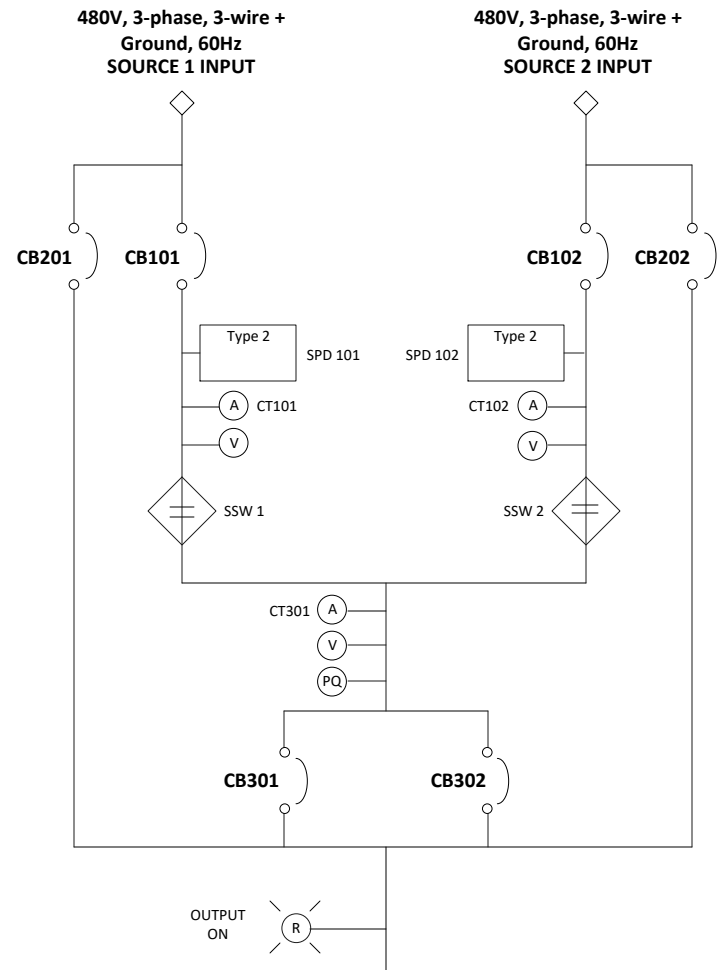 480V, 3-phase, 3-wire +
Ground, 60Hz
SOURCE 1 INPUT
480V, 3-phase, 3-wire +
Ground, 60Hz
SOURCE 2 INPUT
CB201
CB101
CB102
CB202
Type 2
SPD 101
SPD 102
Type 2
A
CT101
CT102
A
V
V
SSW 1
SSW 2
CT301
A
V
PQ
CB301
CB302
OUTPUT
ON
R